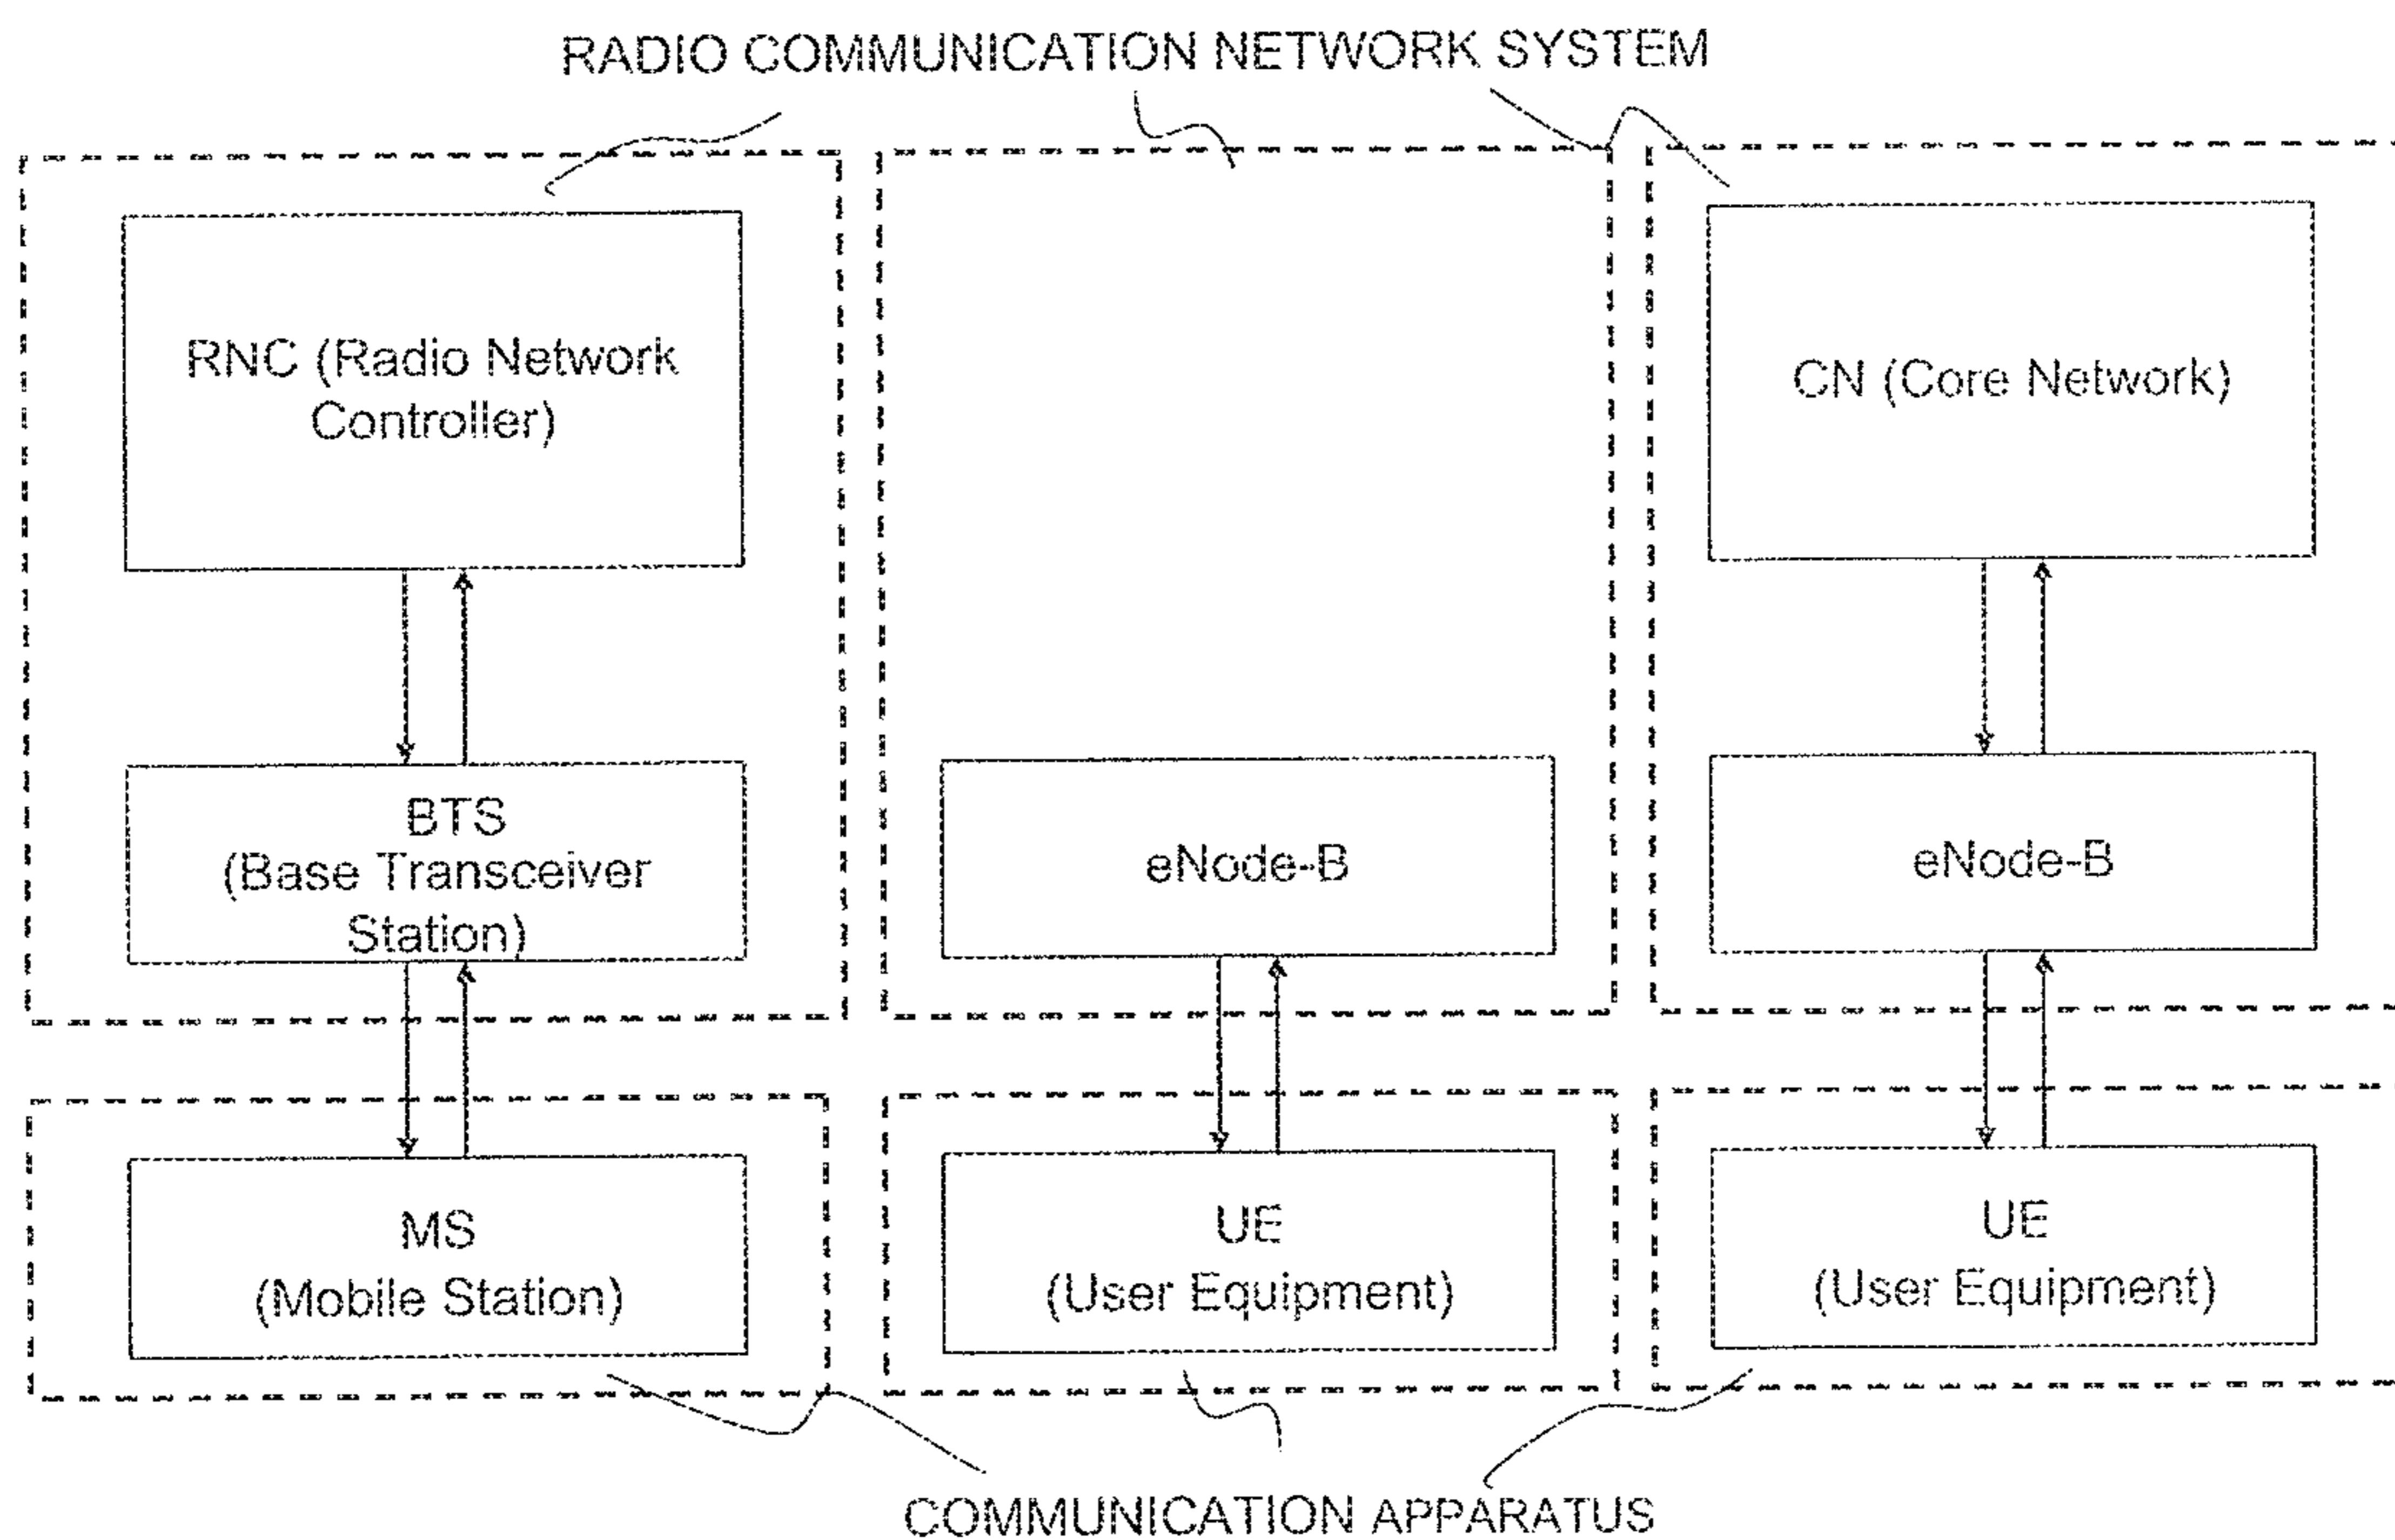 RADIO COMMUNICATION NETWORK SYSTEM
RNC (Radio Network
Controller)
CN (Core Network)
BTS
(Base Transceiver
Station)
eNode-B
eNode-B
MS
(Mobile Station)
UE
(User Equipment)
UE
(User Equipment)
COMMUNICATION APPARATUS